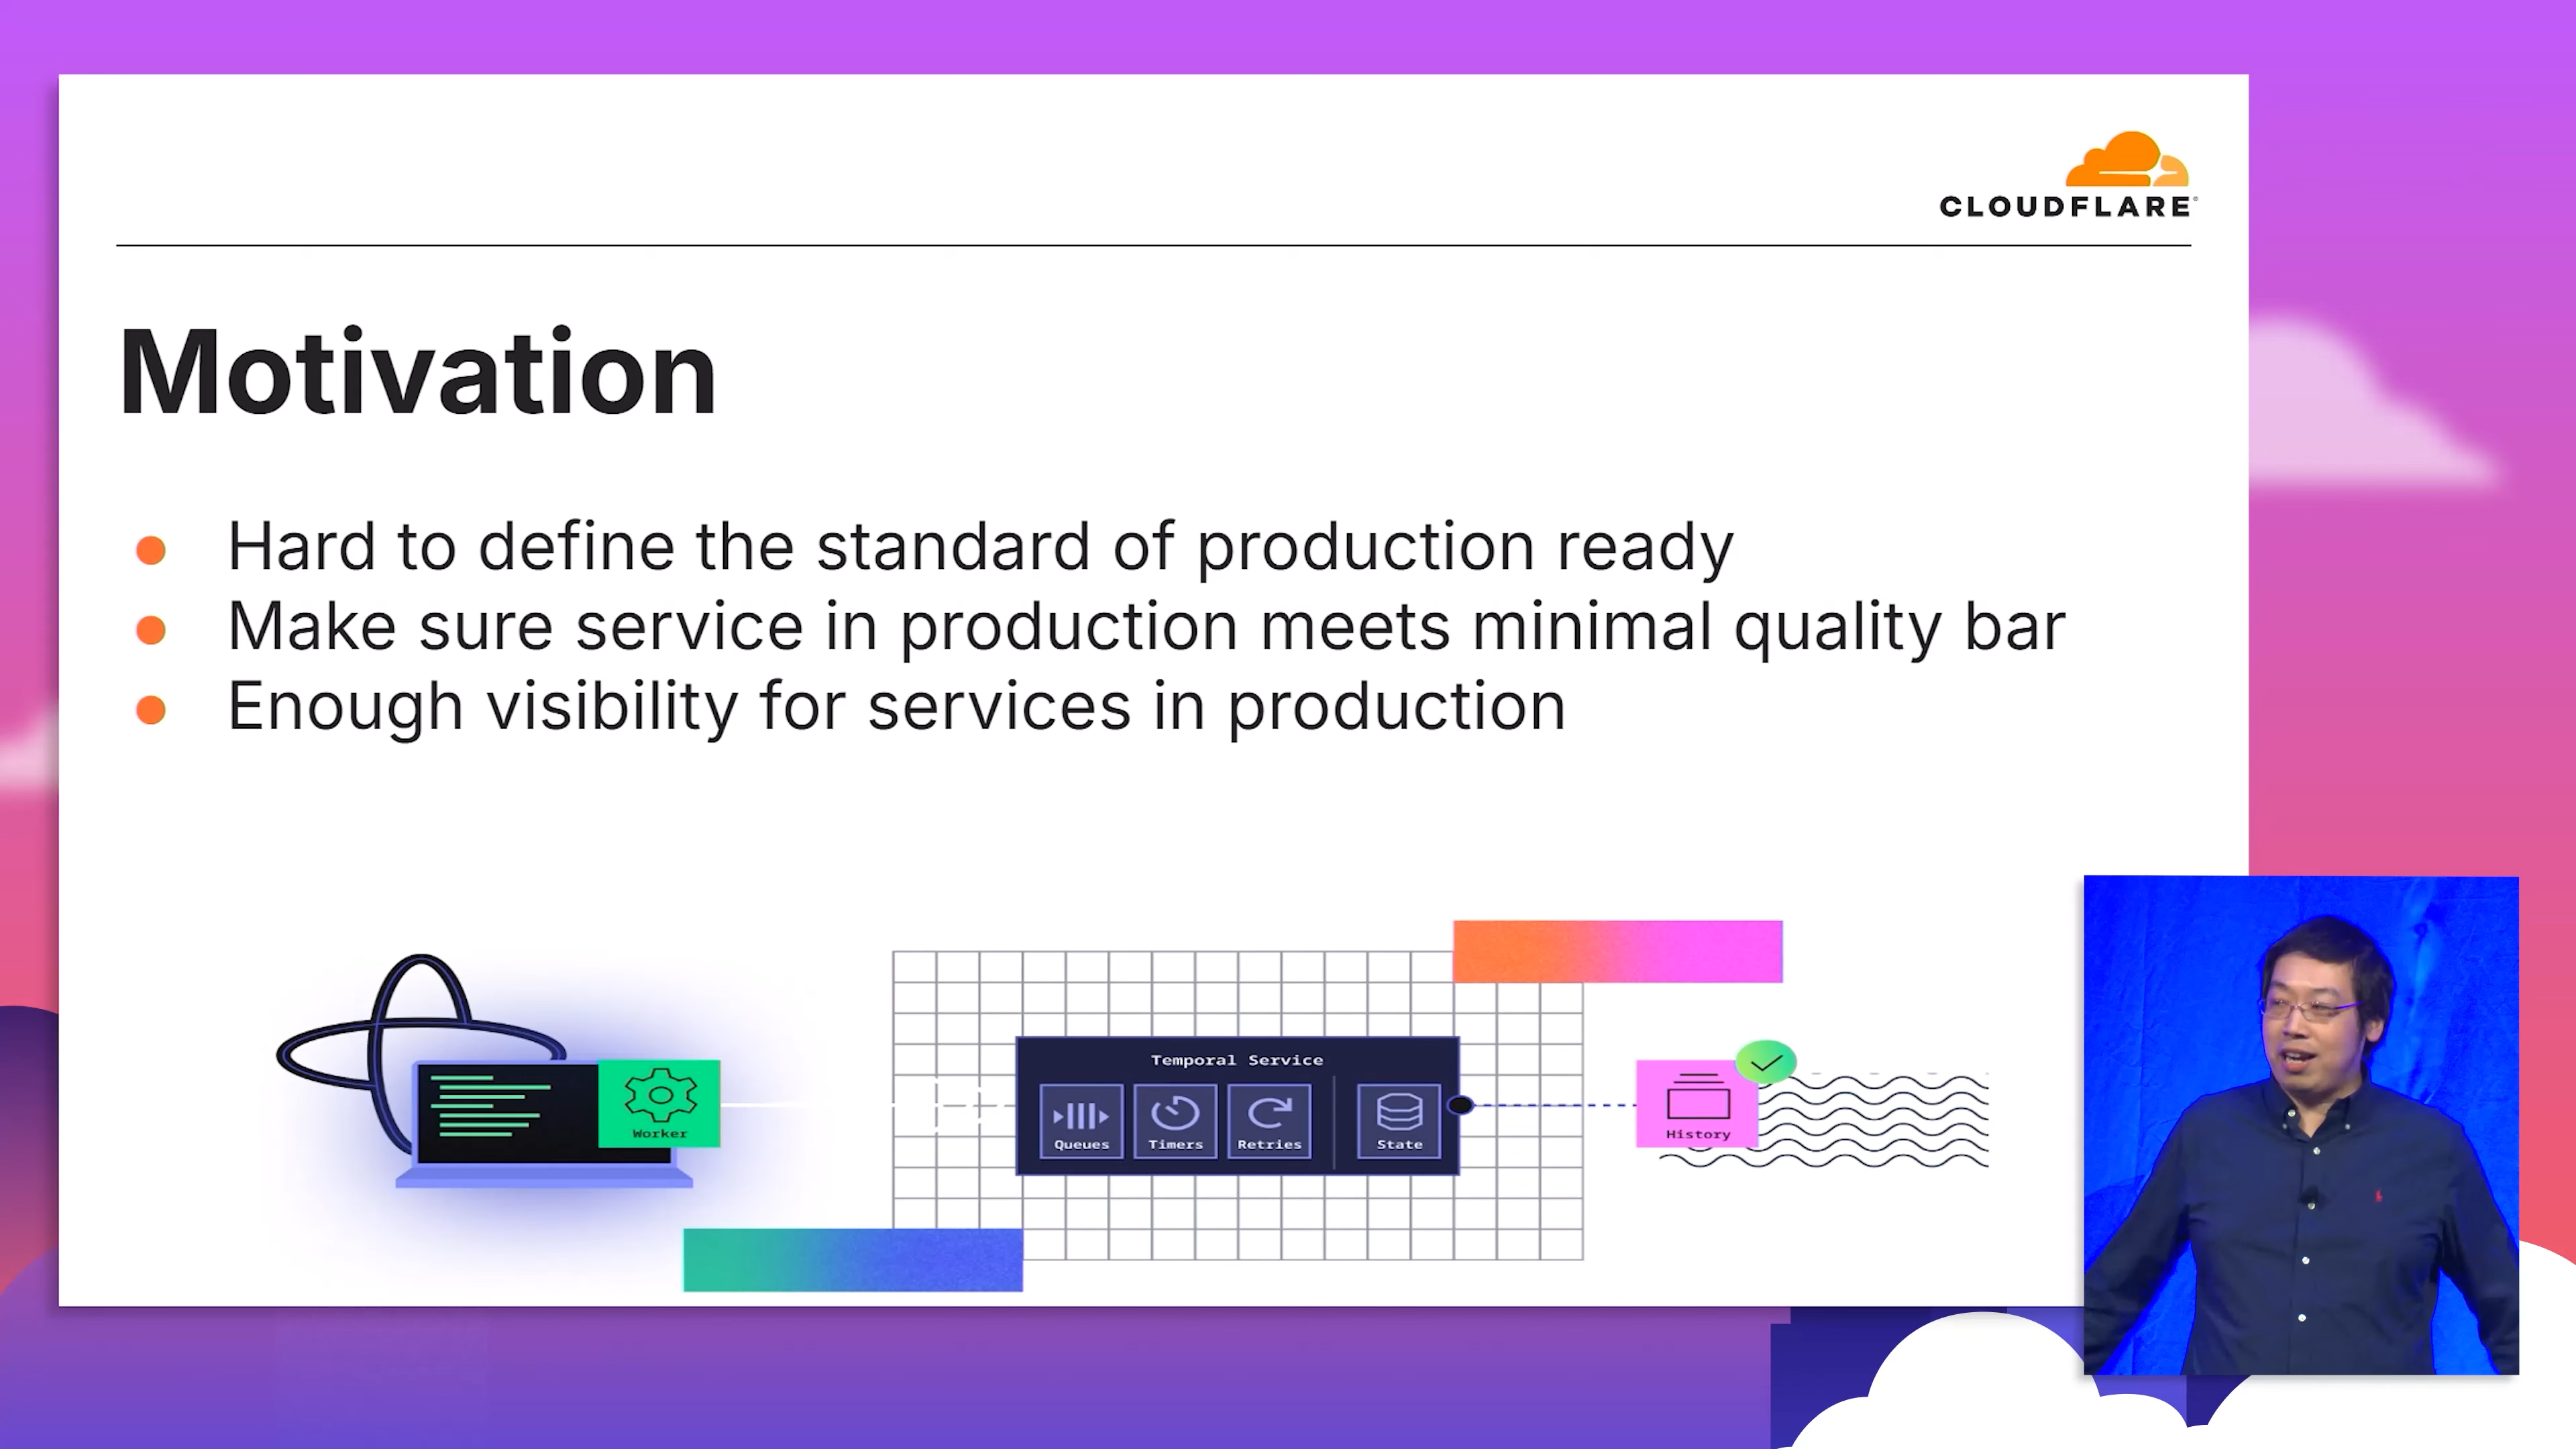 CLOUDFLARE
Motivation
Hard to define the standard of production ready
Make sure service in production meets minimal quality bar
Enough visibility for services in production
Worker
Temporal Service
Queues
Timers
Retries
State
History